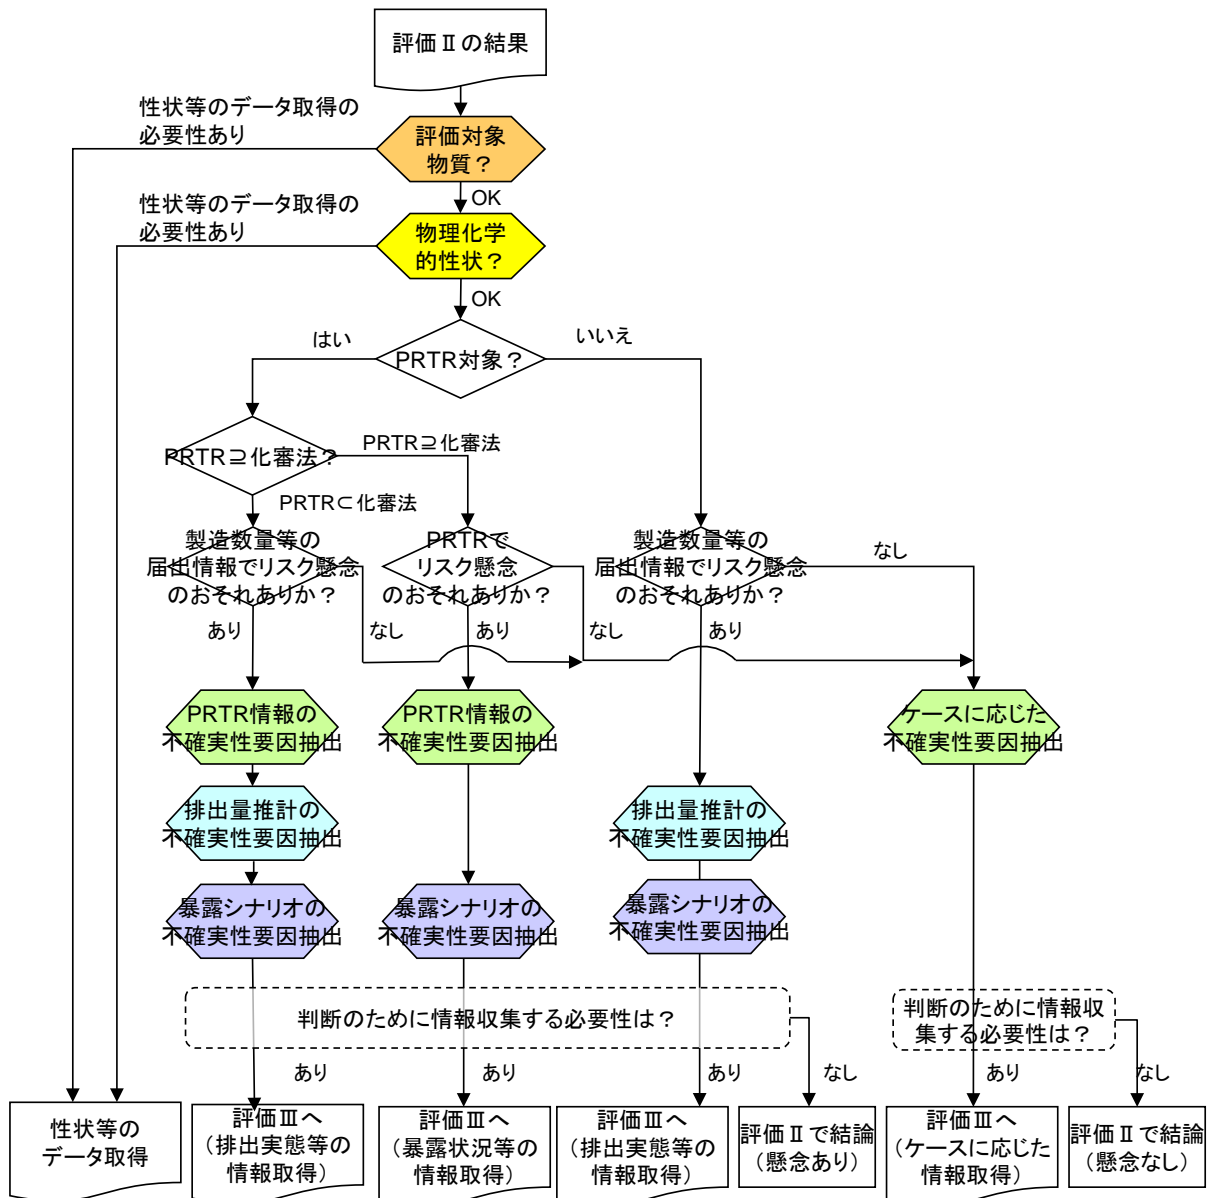 評価Ⅱの結果
性状等のデータ取得の
必要性あり
評価対象
物質？
OK
性状等のデータ取得の
必要性あり
物理化学
的性状？
OK
はい
PRTR対象？
いいえ
PRTR⊇化審法？
PRTR⊇化審法
PRTR⊂化審法
製造数量等の
届出情報でリスク懸念
のおそれありか？
PRTRで
リスク懸念
のおそれありか？
製造数量等の
届出情報でリスク懸念
のおそれありか？
なし
あり
なし
あり
なし
あり
PRTR情報の
不確実性要因抽出
PRTR情報の
不確実性要因抽出
ケースに応じた
不確実性要因抽出
排出量推計の
不確実性要因抽出
排出量推計の
不確実性要因抽出
暴露シナリオの
不確実性要因抽出
暴露シナリオの
不確実性要因抽出
暴露シナリオの
不確実性要因抽出
判断のために情報収集する必要性は？
判断のために情報収
集する必要性は？
あり
あり
あり
なし
あり
なし
性状等の
データ取得
評価Ⅲへ
（排出実態等の
情報取得）
評価Ⅲへ
（暴露状況等の
情報取得）
評価Ⅲへ
（排出実態等の
情報取得）
評価Ⅱで結論
（懸念あり）
評価Ⅲへ
（ケースに応じた
情報取得）
評価Ⅱで結論
（懸念なし）